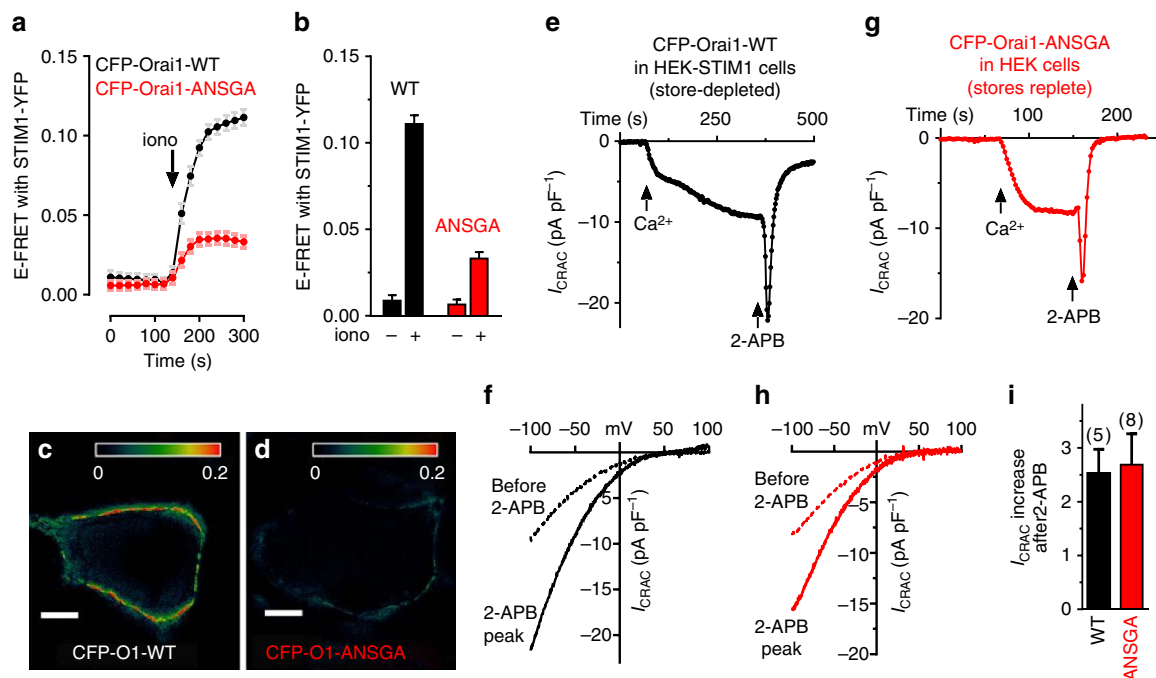 a
CFP-Orai1-WT
CFP-Orai1-ANSGA
E-FRET with STIM1-YFP
0.15
0.10
0.05
0.00
iono
0 100 200 300
Time (s)
b
E-FRET with STIM1-YFP
0.15
0.10
0.05
0.00
WT
ANSGA
iono − + − +
c
0 0.2
CFP-O1-WT
d
0 0.2
CFP-O1-ANSGA
e
CFP-Orai1-WT
in HEK-STIM1 cells
(store-depleted)
Time (s) 250 500
0
−10
−20
I CRAC (pA pF−1)
Ca2+
2-APB
f
−100 −50 mV 50 100
Before
2-APB
2-APB
peak
−5
−10
−15
−20
I CRAC (pA pF−1)
g
CFP-Orai1-ANSGA
in HEK cells
(stores replete)
Time (s) 100 200
0
−10
−20
I CRAC (pA pF−1)
Ca2+
2-APB
h
−100 −50 0 50 100
mV
Before
2-APB
2-APB
peak
−5
−10
−15
−20
I CRAC (pA pF−1)
i
I CRAC increase
after2-APB
3
2
1
0
(5) (8)
WT
ANSGA